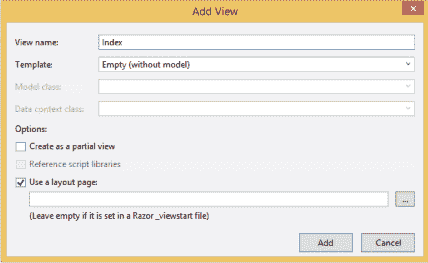 Add View
View name: Index
Template: Empty (without model)
Model class:
Data context class:
Options:
Create as a partial view
Reference script libraries
Use a layout page:
...
(Leave empty if it is set in a Razor _viewstart file)
Add Cancel